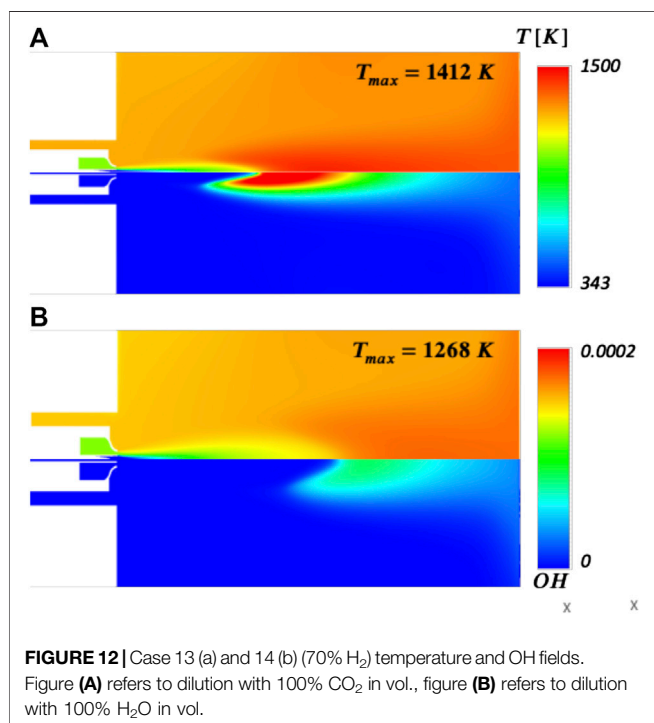 A
T [K]
T_max = 1412 K
1500
343
B
T_max = 1268 K
0.0002
0
OH
x x
FIGURE 12 | Case 13 (a) and 14 (b) (70% H₂) temperature and OH fields.
Figure (A) refers to dilution with 100% CO₂ in vol., figure (B) refers to dilution
with 100% H₂O in vol.